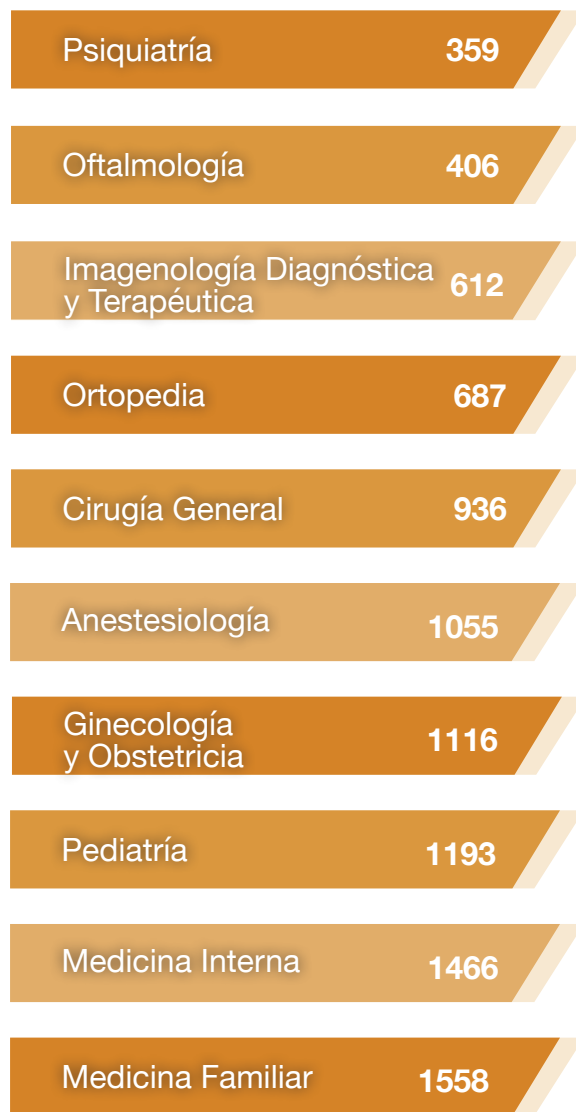 Psiquiatría 359
Oftalmología 406
Imagenología Diagnóstica
y Terapéutica 612
Ortopedia 687
Cirugía General 936
Anestesiología 1055
Ginecología
y Obstetricia 1116
Pediatría 1193
Medicina Interna 1466
Medicina Familiar 1558